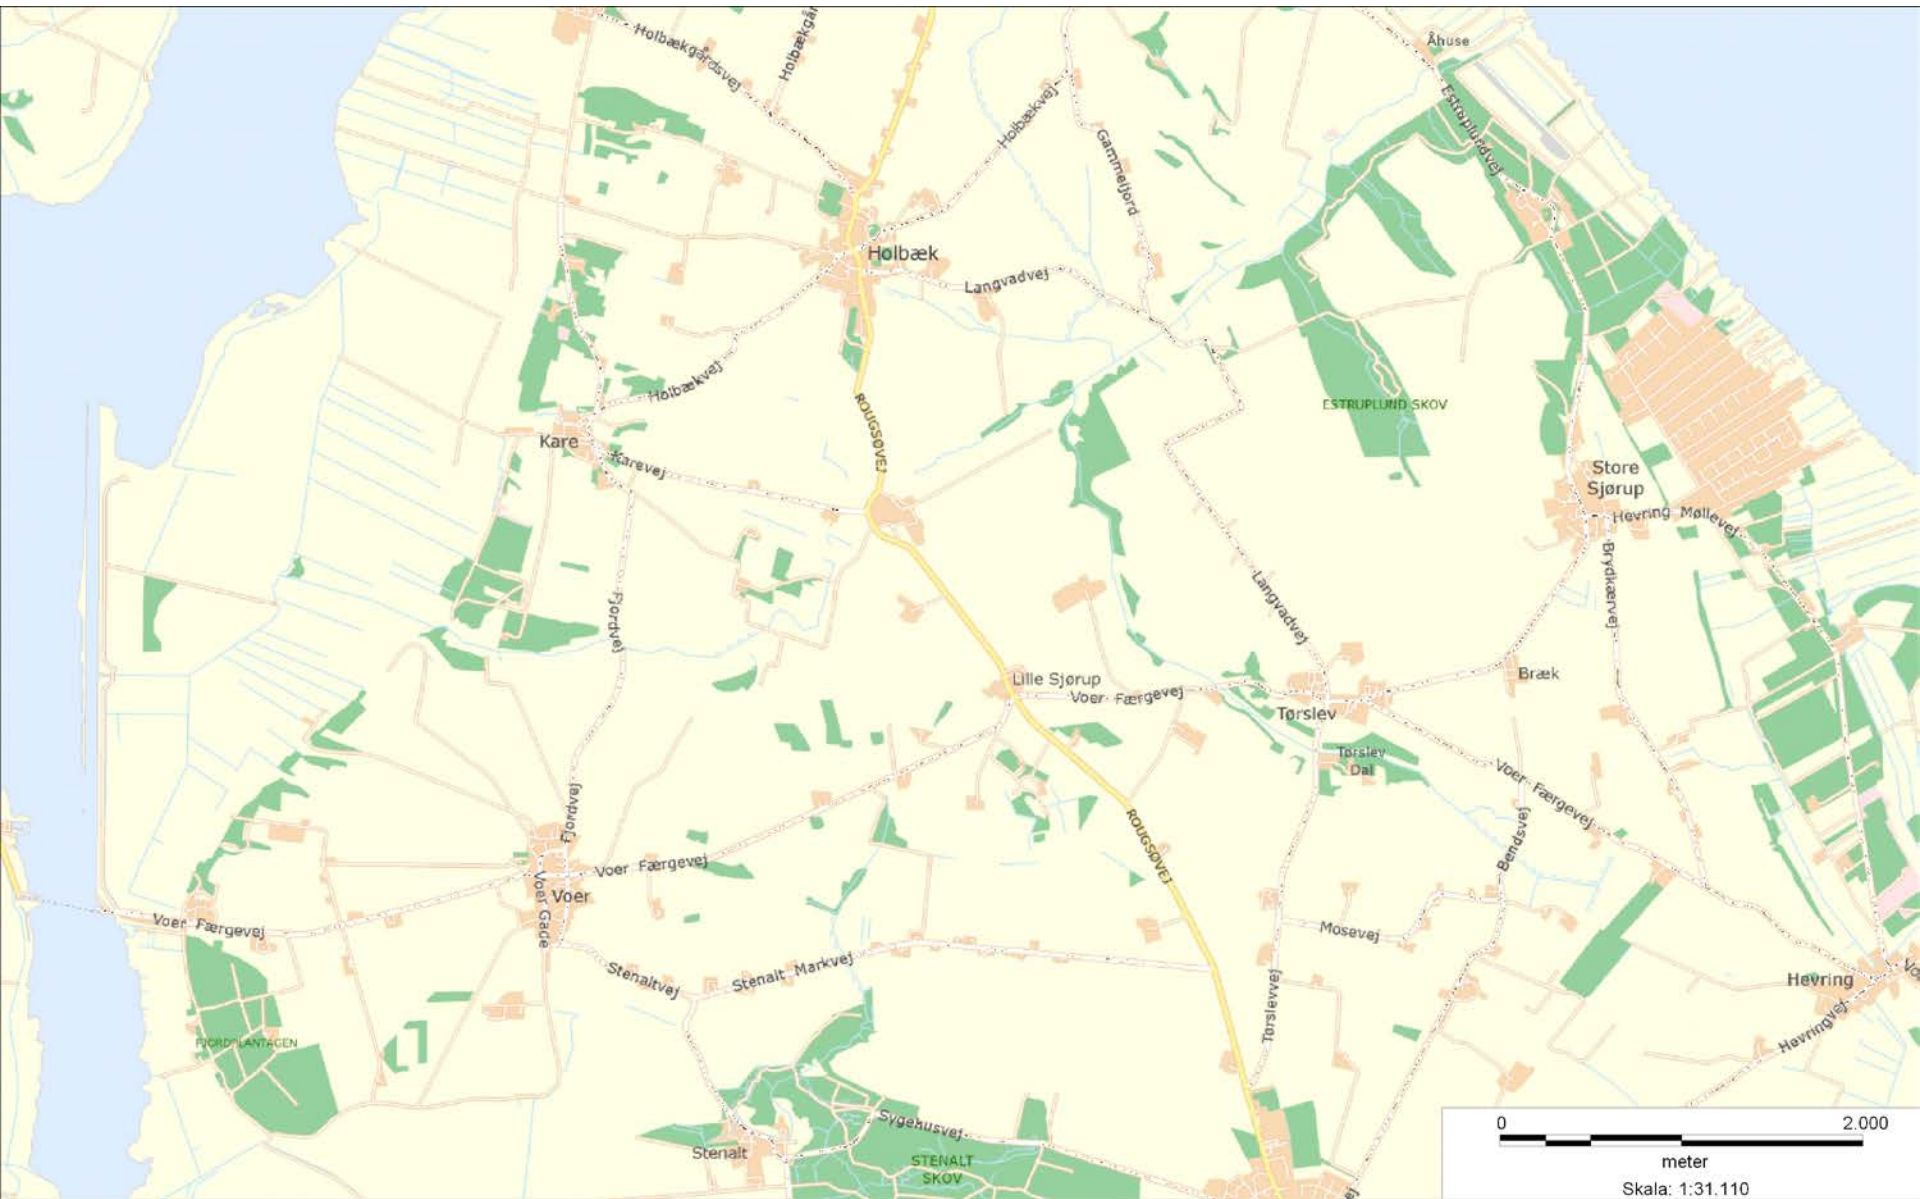 Holbækgårdsvej
Holbækgår
Åhuse
Estruplundvej
Holbækvej
Gammeljord
Holbæk
Langvadvej
Holbækvej
ROUGSØVEJ
ESTRUPLUND SKOV
Kare
Karevej
Store
Sjørup
Hevring Møllevej
Brydkærvej
Langvadvej
Fjordvej
Lille Sjørup
Voer Færgevej
Bræk
Tørslev
Tørslev
Dal
Voer Færgevej
Fjordvej
ROUGSØVEJ
Bendsvej
Voer Færgevej
Voer
Voer Gade
Voer Færgevej
Mosevej
Stenaltvej
Stenalt Markvej
Tørslevvej
Hevring
Vo
Hevringvej
FJORDPLANTAGEN
Sygehusvej
Stenalt
STENALT
SKOV
ej
0 2.000
meter
Skala: 1:31.110